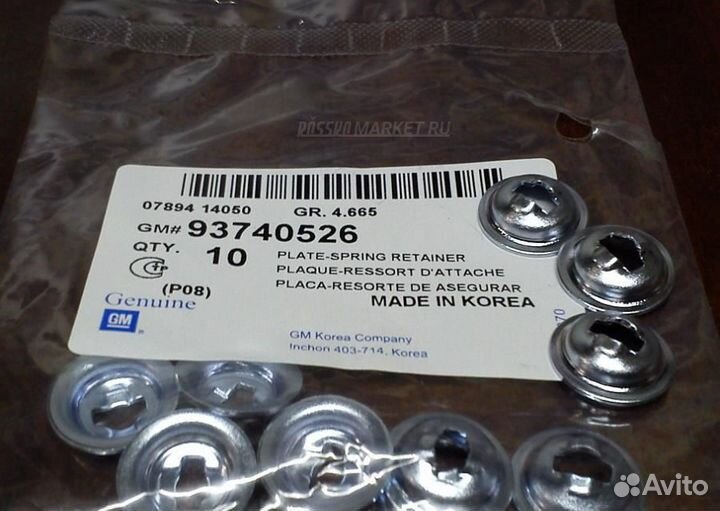 RÖSSKO MARKET.RU
07894 14050 GR. 4.665
GM# 93740526
QTY. 10
PLATE-SPRING RETAINER
PLAQUE-RESSORT D'ATTACHE
PLACA-RESORTE DE ASEGURAR
(P08)
MADE IN KOREA
Genuine
GM
GM Korea Company
Inchon 403-714, Korea
Avito